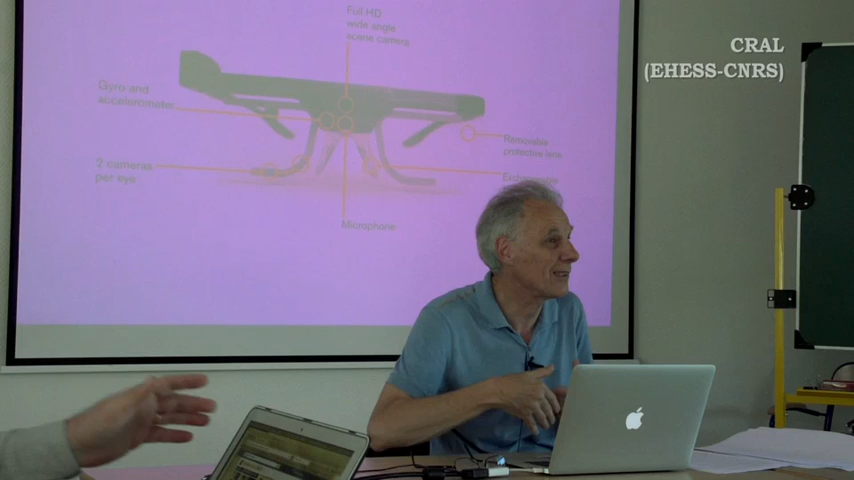 Full HD
wide angle
scene camera
CRAL
(EHESS-CNRS)
Gyro and
accelerometer
Removable
protective lens
2 cameras
per eye
Microphone